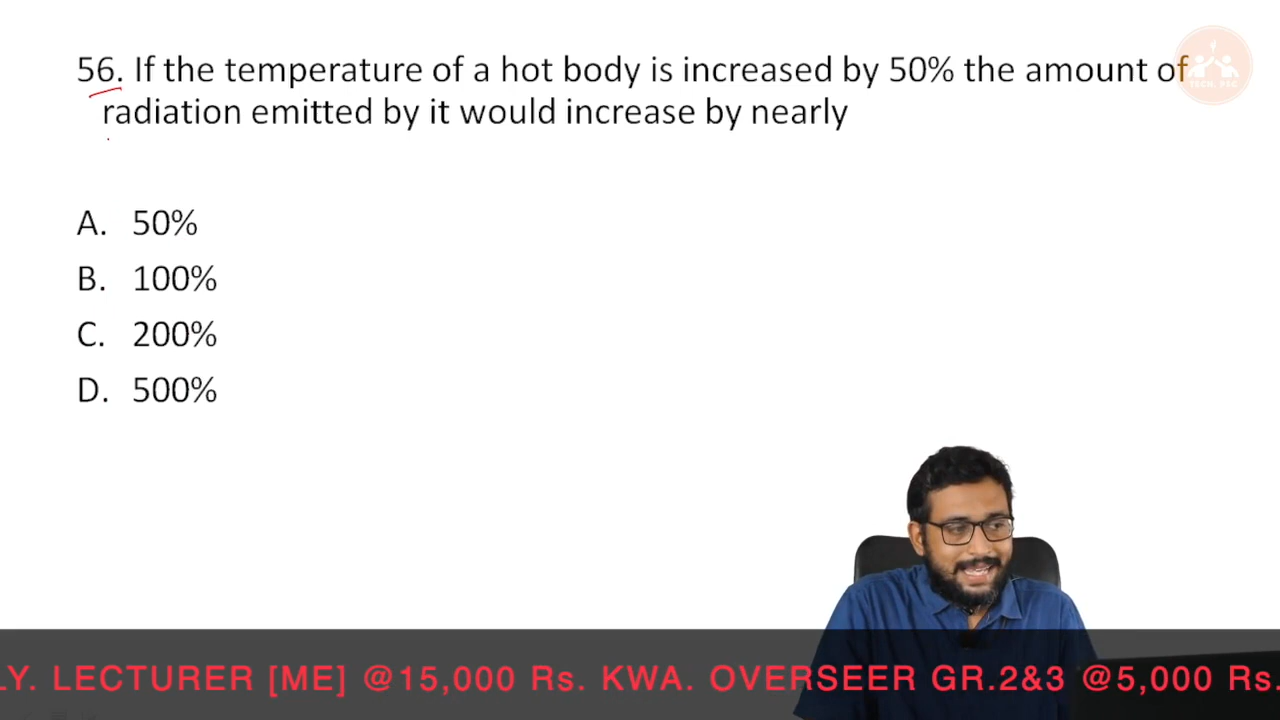 56. If the temperature of a hot body is increased by 50% the amount of
radiation emitted by it would increase by nearly
A. 50%
B. 100%
C. 200%
D. 500%
TECH. PSC
LY. LECTURER [ME] @15,000 Rs. KWA. OVERSEER GR.2&3 @5,000 Rs.